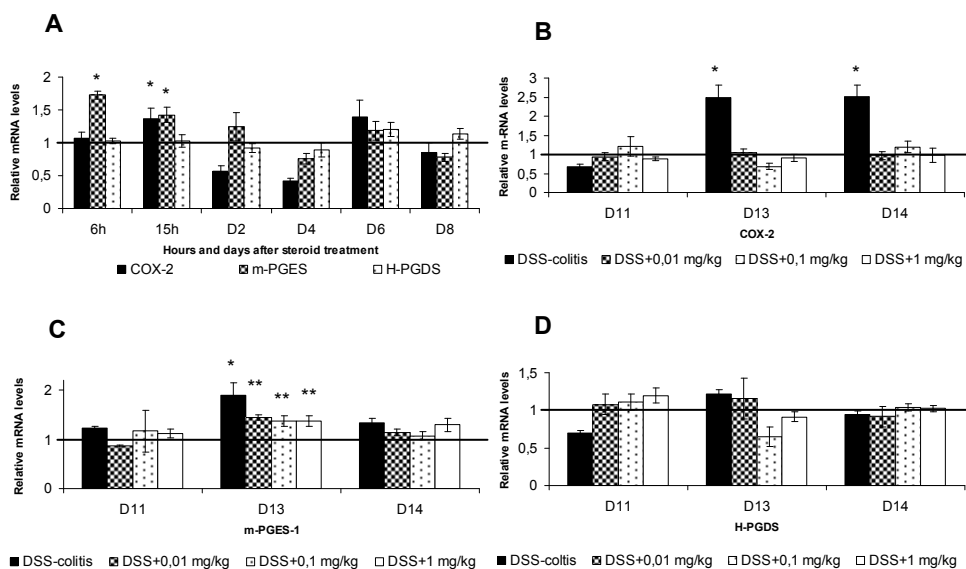 A
Relative mRNA levels
2
1,5
1
0,5
0
*
* *
6h 15h D2 D4 D6 D8
Hours and days after steroid treatment
COX-2 m-PGES H-PGDS
B
Relative m-RNA levels
3
2,5
2
1,5
1
0,5
0
* *
D11 D13 D14
COX-2
DSS-colitis DSS+0,01 mg/kg DSS+0,1 mg/kg DSS+1 mg/kg
C
Relative mRNA levels
2
1
0
* ** ** **
D11 D13 D14
m-PGES-1
DSS-colitis DSS+0,01 mg/kg DSS+0,1 mg/kg DSS+1 mg/kg
D
Relative mRNA levels
1,5
1
0,5
0
D11 D13 D14
H-PGDS
DSS-coltis DSS+0,01 mg/kg DSS+0,1 mg/kg DSS+1 mg/kg